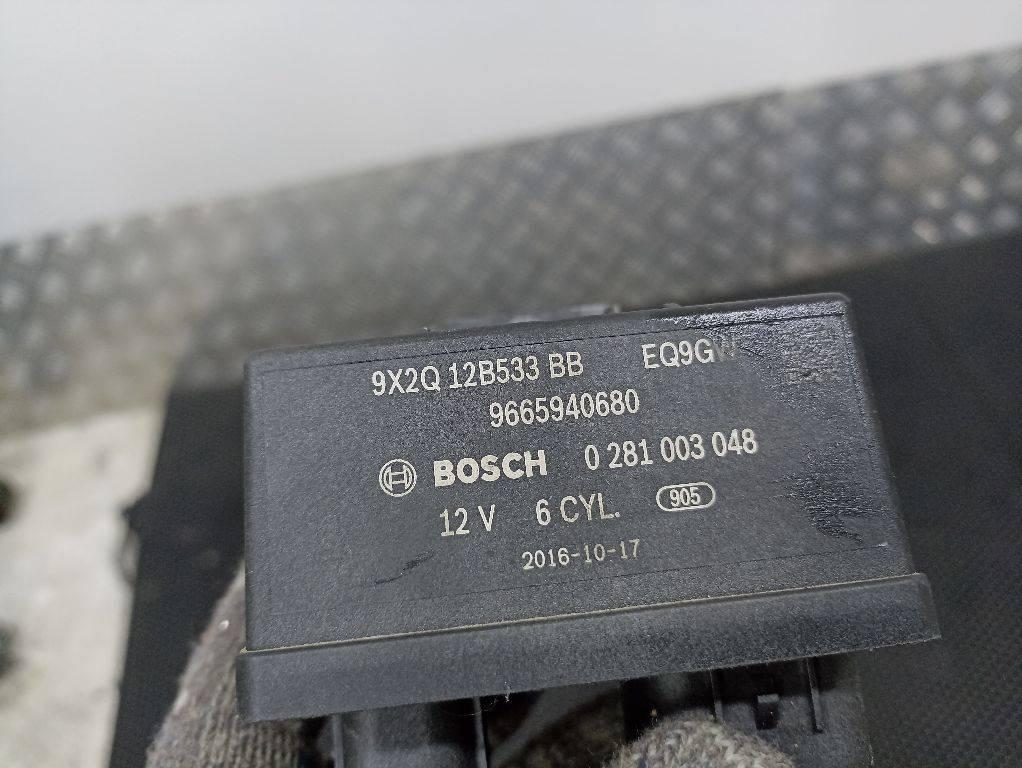 9X2Q 12B533 BB EQ9GW
9665940680
BOSCH 0 281 003 048
12 V 6 CYL. 905
2016-10-17